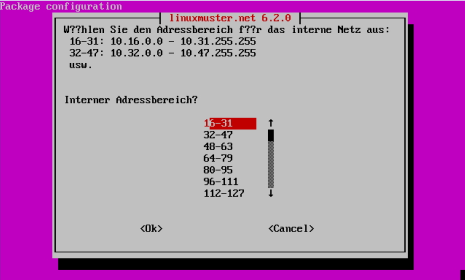 Package configuration
linuxmuster.net 6.2.0
W??hlen Sie den Adressbereich f??r das interne Netz aus:
16-31: 10.16.0.0 - 10.31.255.255
32-47: 10.32.0.0 - 10.47.255.255
usw.
Interner Adressbereich?
16-31 ↑
32-47
48-63
64-79
80-95
96-111
112-127 ↓
<Ok> <Cancel>